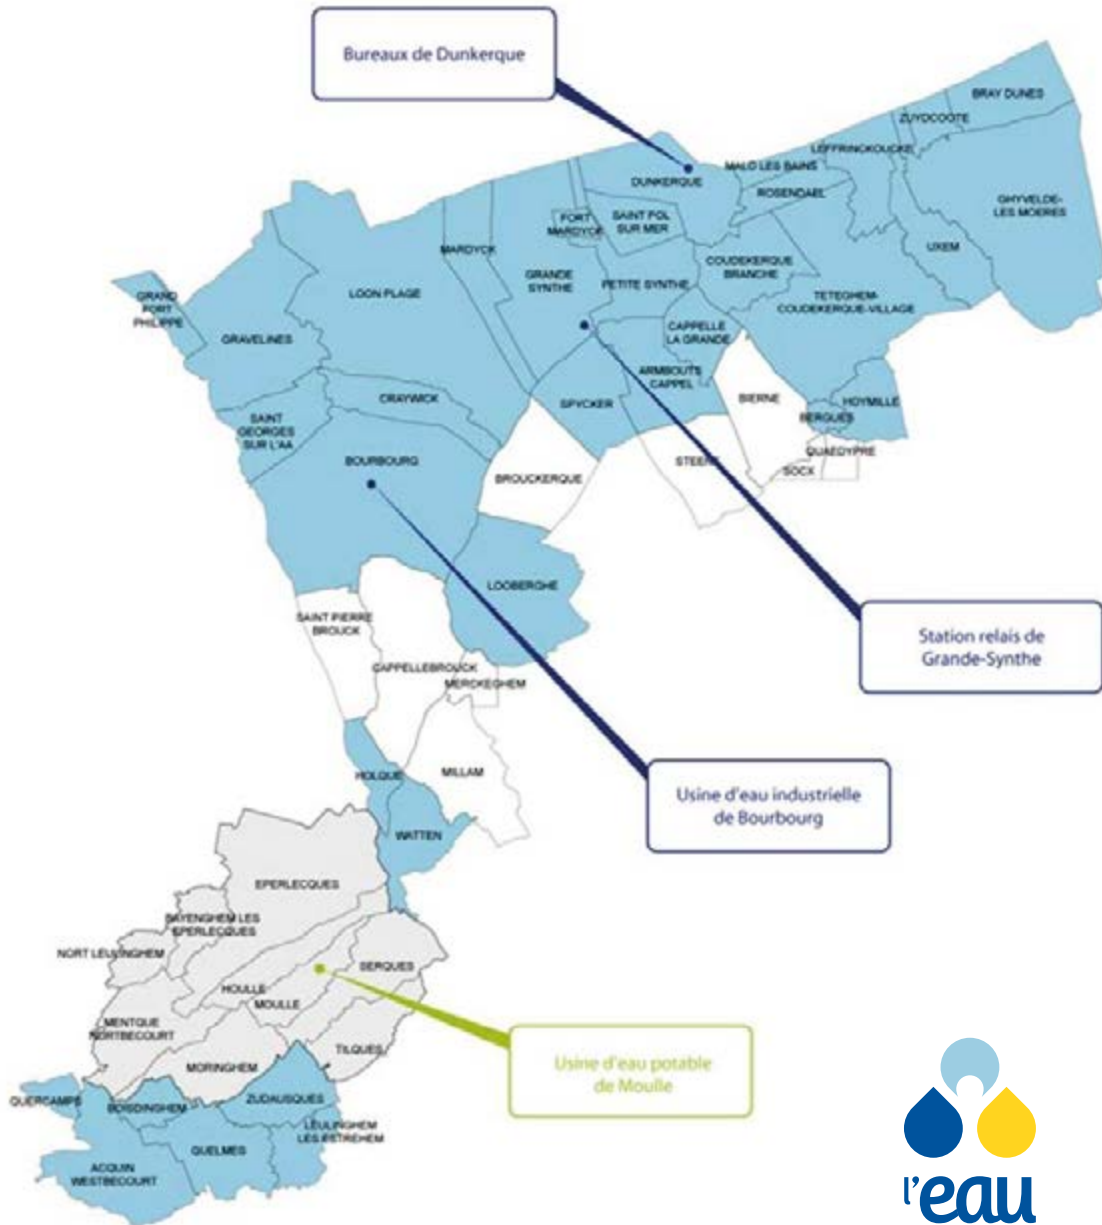 Bureaux de Dunkerque
BRAY DUNES
ZUYDCOOTE
LEFFRINCKOUCKE
MALO LES BAINS
DUNKERQUE
ROSENDAEL
GHYVELDE-
LES MOERES
FORT
MARDYCK
SAINT POL
SUR MER
MARDYCK
UXEM
COUDEKERQUE
BRANCHE
GRANDE
SYNTHE
PETITE SYNTHE
LOON PLAGE
TETEGHEM-
COUDEKERQUE-VILLAGE
GRAND
FORT
PHILIPPE
GRAVELINES
CAPPELLE
LA GRANDE
ARMBOUTS
CAPPEL
CRAYWICK
SPYCKER
BIERNE
HOYMILLE
BERGUES
SAINT
GEORGES
SUR L'AA
QUAEDYPRE
BOURBOURG
STEENE
SOCX
BROUCKERQUE
LOOBERGHE
SAINT PIERRE
BROUCK
Station relais de
Grande-Synthe
CAPPELLEBROUCK
MERCKEGHEM
HOLQUE
MILLAM
Usine d'eau industrielle
de Bourbourg
WATTEN
EPERLECQUES
BAYENGHEM LES
EPERLECQUES
NORT LEULINGHEM
SERQUES
HOULLE
MOULLE
MENTQUE
NORTBECOURT
TILQUES
MORINGHEM
Usine d'eau potable
de Moulle
QUERCAMPS
BOISDINGHEM
ZUDAUSQUES
LEULINGHEM
LES ESTREHEM
QUELMES
ACQUIN
WESTBECOURT
l'eau